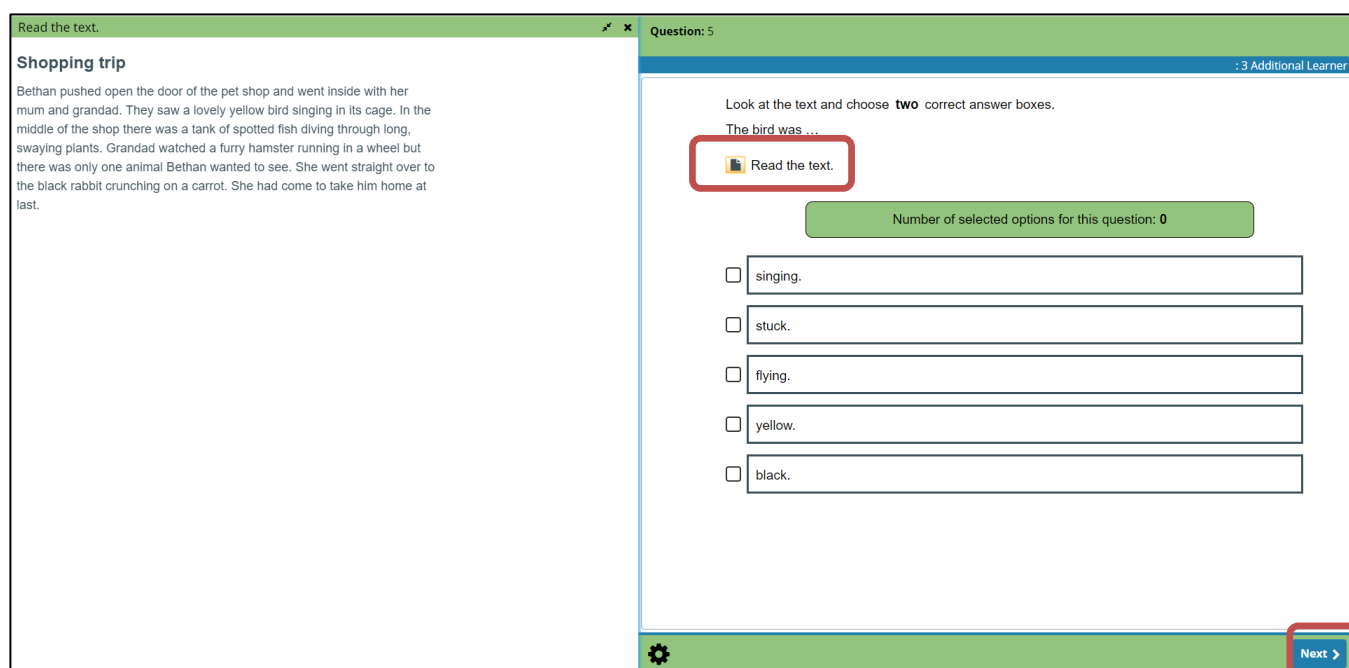 Read the text.
Shopping trip
Bethan pushed open the door of the pet shop and went inside with her
mum and grandad. They saw a lovely yellow bird singing in its cage. In the
middle of the shop there was a tank of spotted fish diving through long,
swaying plants. Grandad watched a furry hamster running in a wheel but
there was only one animal Bethan wanted to see. She went straight over to
the black rabbit crunching on a carrot. She had come to take him home at
last.
Question: 5
: 3 Additional Learner
Look at the text and choose two correct answer boxes.
The bird was ...
Read the text.
Number of selected options for this question: 0
singing.
stuck.
flying.
yellow.
black.
Next